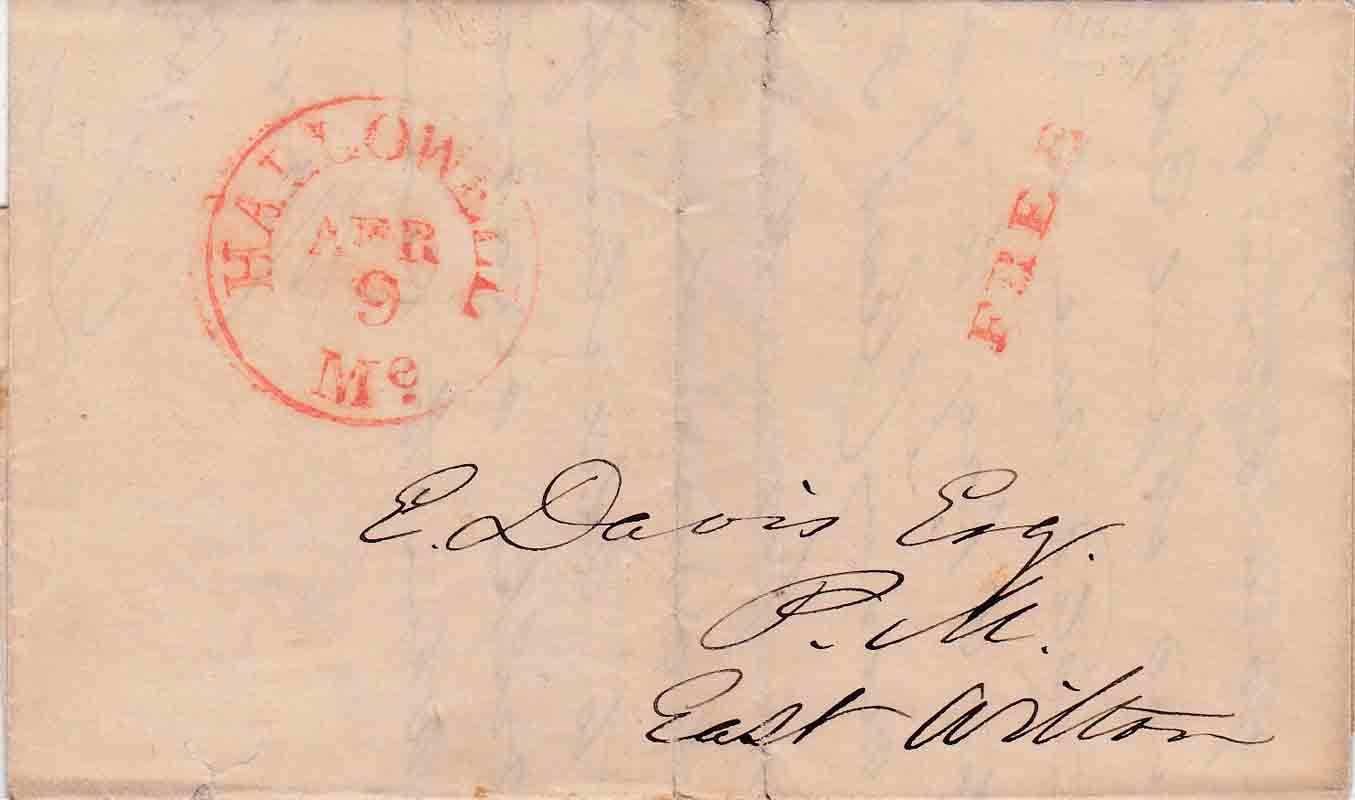 HALLOWELL
APR
9
Me.
FREE
E. Davis Esq.
P. M.
East Wilton